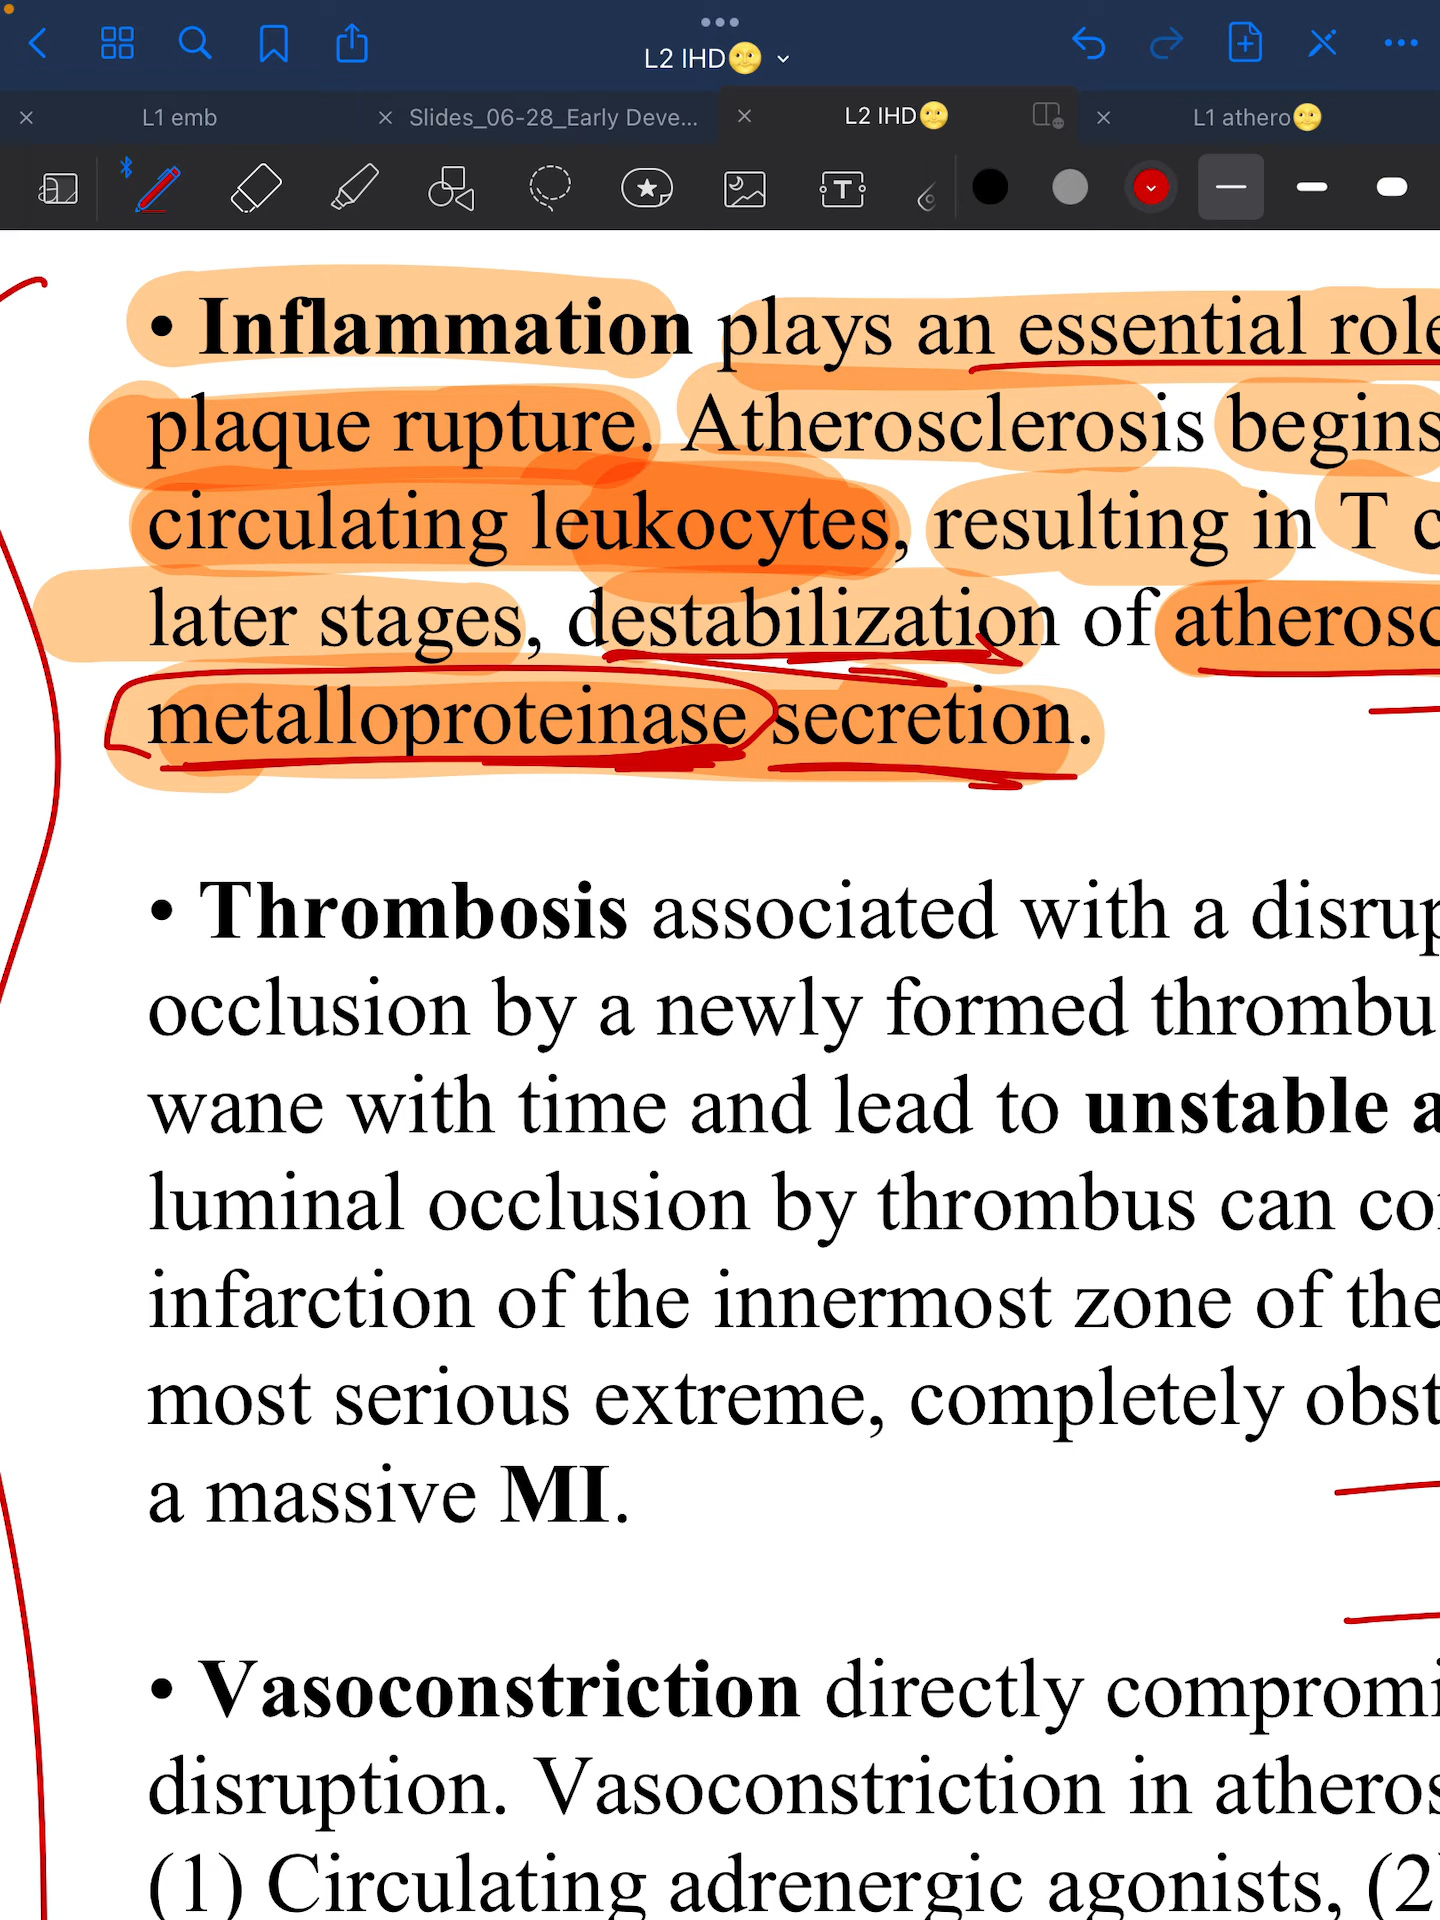 L2 IHD🌝
L1 emb
Slides_06-28_Early Deve...
L2 IHD🌝
L1 athero🌝
• Inflammation plays an essential role
plaque rupture. Atherosclerosis begins
circulating leukocytes, resulting in T c
later stages, destabilization of atherosc
metalloproteinase secretion.
• Thrombosis associated with a disrup
occlusion by a newly formed thrombu
wane with time and lead to unstable a
luminal occlusion by thrombus can co
infarction of the innermost zone of the
most serious extreme, completely obst
a massive MI.
• Vasoconstriction directly compromi
disruption. Vasoconstriction in atheros
(1) Circulating adrenergic agonists, (2